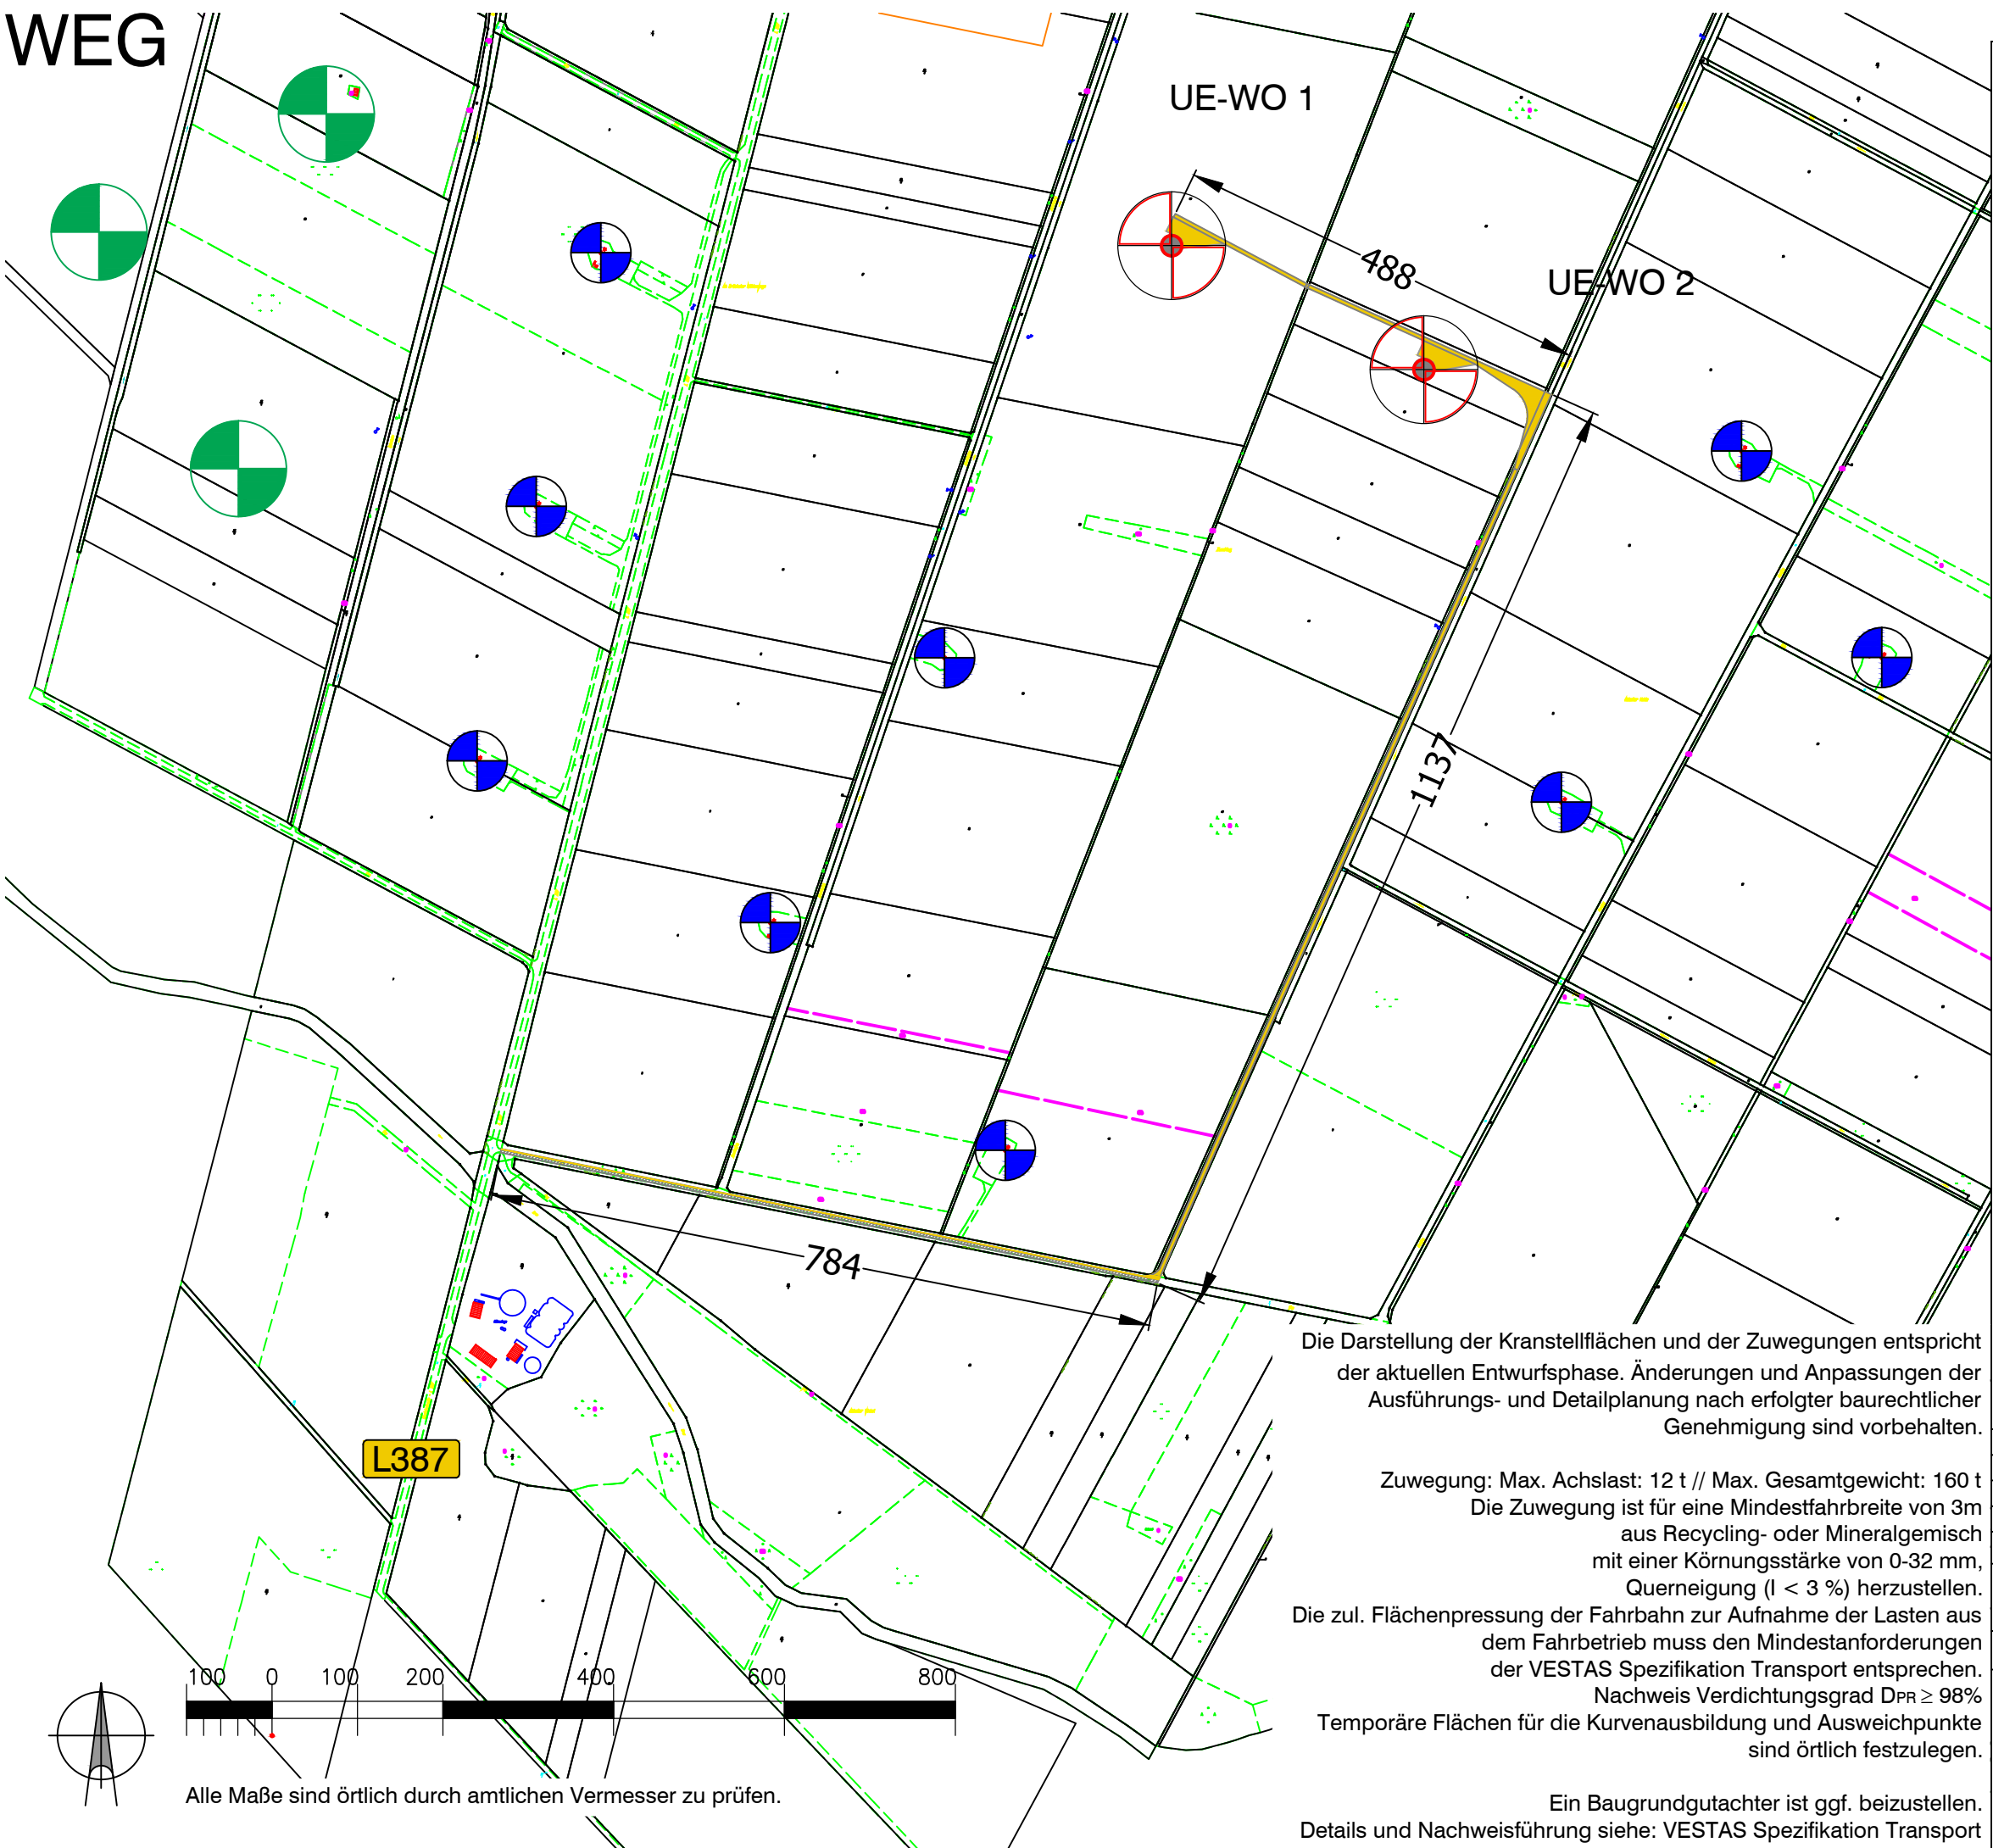 WEG
UE-WO 1
488
UE-WO 2
1137
784
L387
Die Darstellung der Kranstellflächen und der Zuwegungen entspricht
der aktuellen Entwurfsphase. Änderungen und Anpassungen der
Ausführungs- und Detailplanung nach erfolgter baurechtlicher
Genehmigung sind vorbehalten.
Zuwegung: Max. Achslast: 12 t // Max. Gesamtgewicht: 160 t
Die Zuwegung ist für eine Mindestfahrbreite von 3m
aus Recycling- oder Mineralgemisch
mit einer Körnungsstärke von 0-32 mm,
Querneigung (I < 3 %) herzustellen.
Die zul. Flächenpressung der Fahrbahn zur Aufnahme der Lasten aus
dem Fahrbetrieb muss den Mindestanforderungen
der VESTAS Spezifikation Transport entsprechen.
Nachweis Verdichtungsgrad DPR ≥ 98%
Temporäre Flächen für die Kurvenausbildung und Ausweichpunkte
sind örtlich festzulegen.
Ein Baugrundgutachter ist ggf. beizustellen.
Details und Nachweisführung siehe: VESTAS Spezifikation Transport
100 0 100 200 400 600 800
Alle Maße sind örtlich durch amtlichen Vermesser zu prüfen.